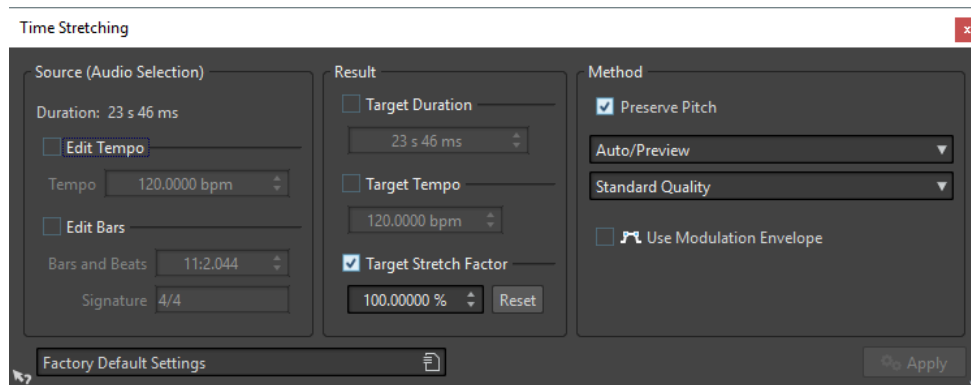 Time Stretching
x
Source (Audio Selection)
Duration: 23 s 46 ms
Edit Tempo
Tempo 120.0000 bpm
Edit Bars
Bars and Beats 11:2.044
Signature 4/4
Result
Target Duration
23 s 46 ms
Target Tempo
120.0000 bpm
Target Stretch Factor
100.00000 % Reset
Method
Preserve Pitch
Auto/Preview
Standard Quality
Use Modulation Envelope
Factory Default Settings
Apply